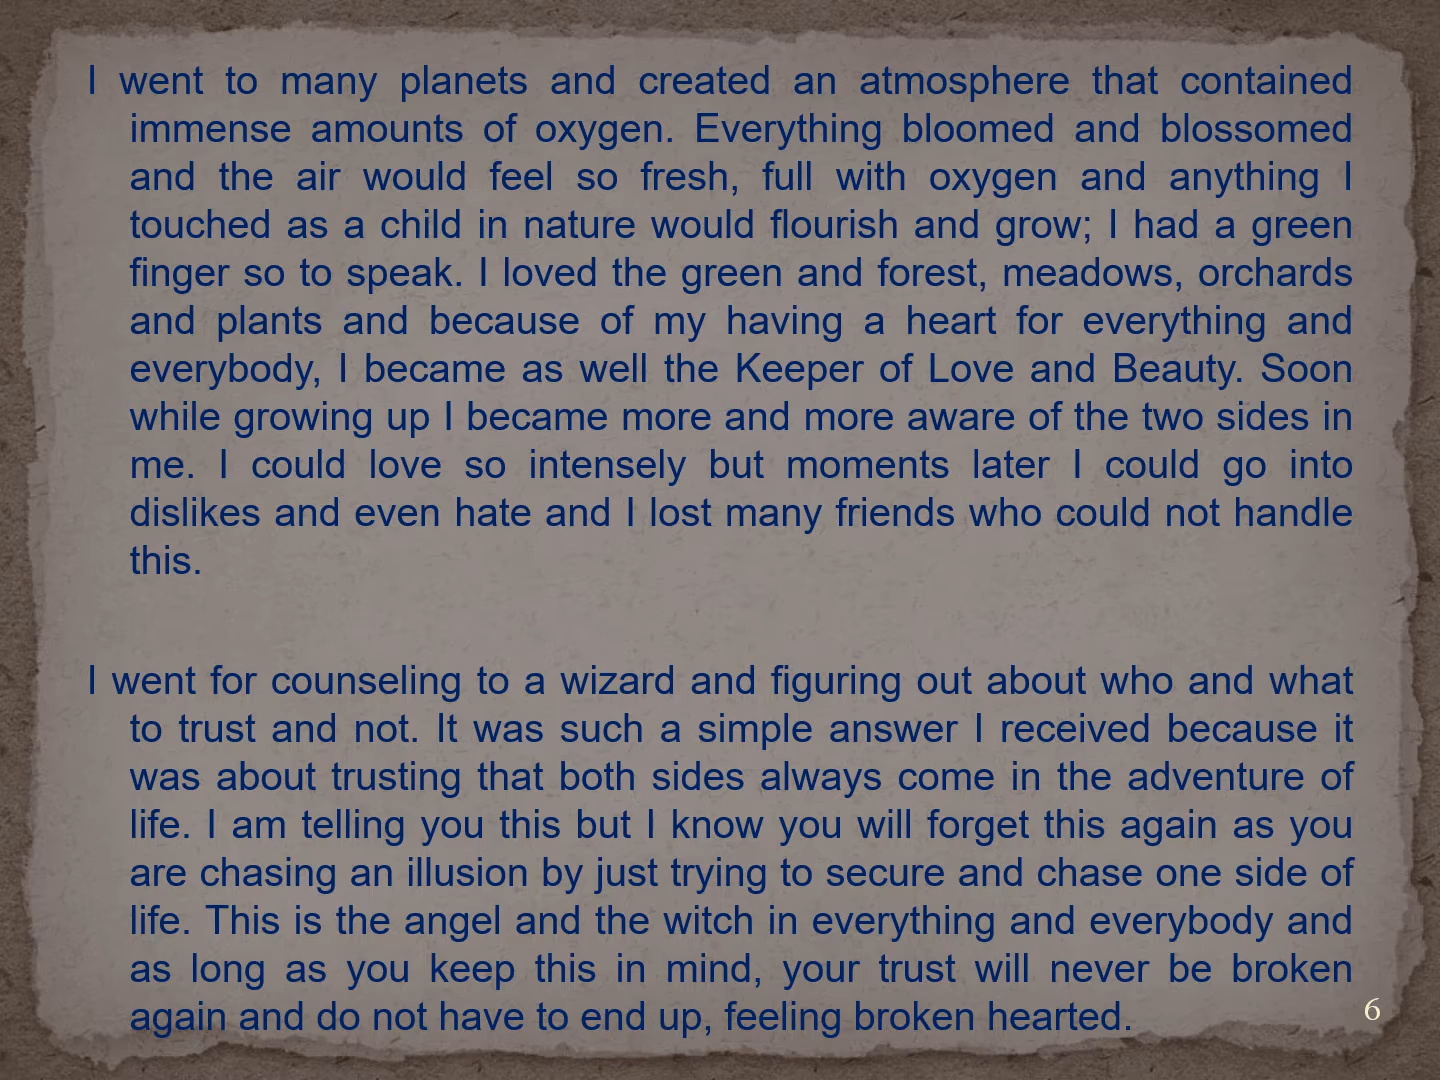 I went to many planets and created an atmosphere that contained
immense amounts of oxygen. Everything bloomed and blossomed
and the air would feel so fresh, full with oxygen and anything I
touched as a child in nature would flourish and grow; I had a green
finger so to speak. I loved the green and forest, meadows, orchards
and plants and because of my having a heart for everything and
everybody, I became as well the Keeper of Love and Beauty. Soon
while growing up I became more and more aware of the two sides in
me. I could love so intensely but moments later I could go into
dislikes and even hate and I lost many friends who could not handle
this.
I went for counseling to a wizard and figuring out about who and what
to trust and not. It was such a simple answer I received because it
was about trusting that both sides always come in the adventure of
life. I am telling you this but I know you will forget this again as you
are chasing an illusion by just trying to secure and chase one side of
life. This is the angel and the witch in everything and everybody and
as long as you keep this in mind, your trust will never be broken
again and do not have to end up, feeling broken hearted.
6